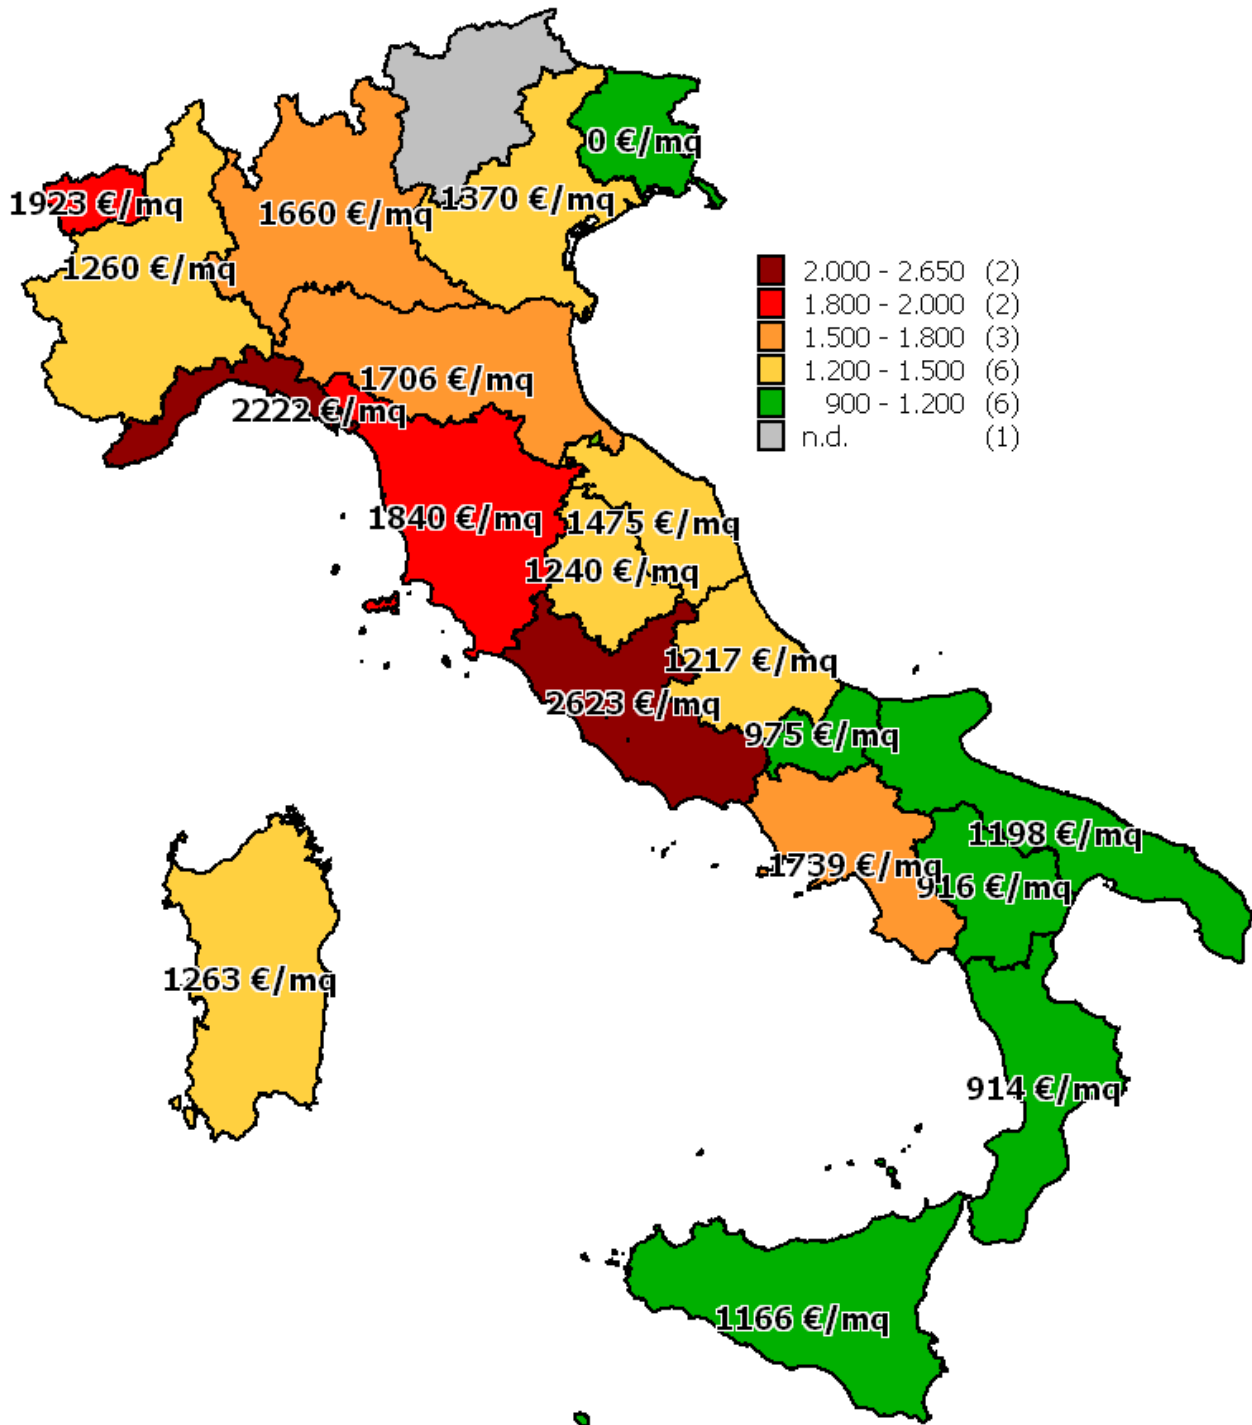 0 €/mq
1370 €/mq
1923 €/mq
1660 €/mq
1260 €/mq
2.000 - 2.650 (2)
1.800 - 2.000 (2)
1.500 - 1.800 (3)
1.200 - 1.500 (6)
900 - 1.200 (6)
n.d. (1)
1706 €/mq
2222 €/mq
1840 €/mq
1475 €/mq
1240 €/mq
1217 €/mq
2623 €/mq
975 €/mq
1198 €/mq
1739 €/mq
916 €/mq
1263 €/mq
914 €/mq
1166 €/mq